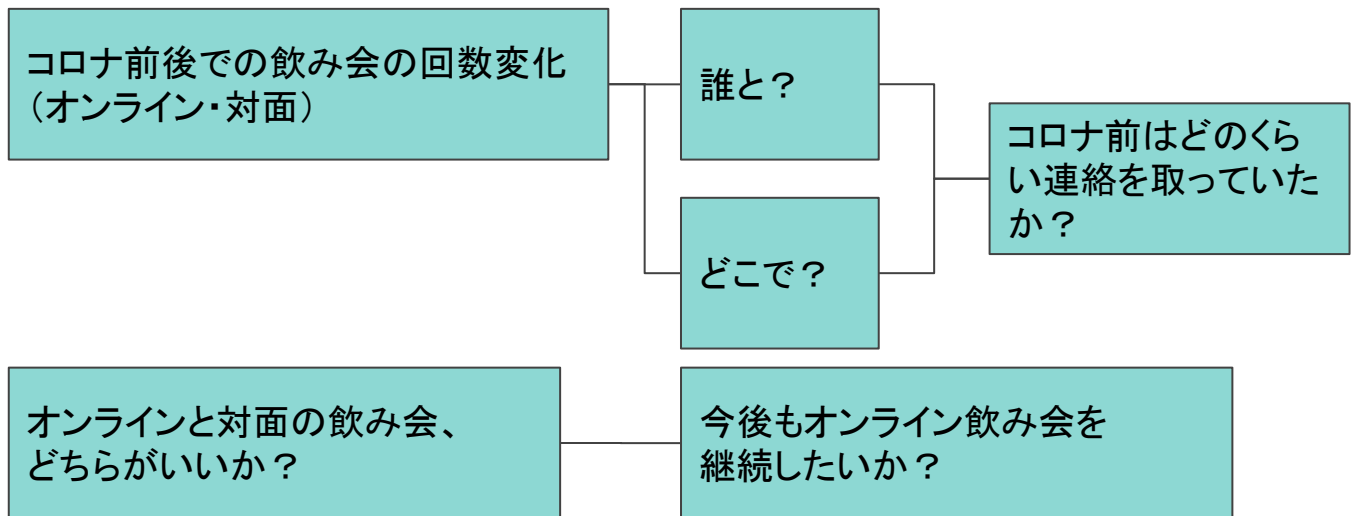 コロナ前後での飲み会の回数変化
（オンライン・対面）
誰と？
どこで？
コロナ前はどのくら
い連絡を取っていた
か？
オンラインと対面の飲み会、
どちらがいいか？
今後もオンライン飲み会を
継続したいか？